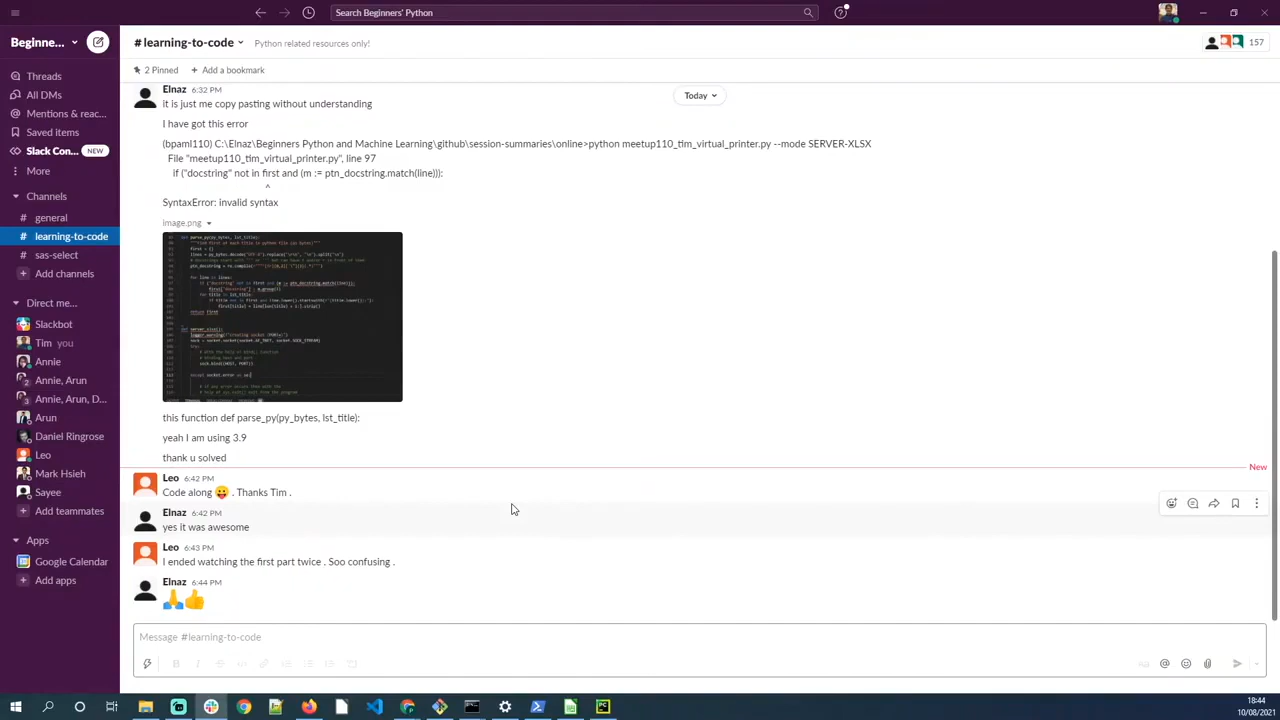 Search Beginners' Python
Beginne...
# learning-to-code
Python related resources only!
157
2 Pinned
+ Add a bookmark
Threads
All DMs
Mentions & reac...
Saved items
Slack Con...
NEW
More
Channels
# general
# learning-to-code
# sas-select
Add channels
Direct me...
Slackbot
Tim you
Annie
2 Annie, Arun
3 Annie, Arun, D...
Arun
Daniel Ringrose
Leo
Mark Hsieh
Sayee
Add teammates
Apps
Google Calendar
Add apps
Today
Elnaz 6:32 PM
it is just me copy pasting without understanding
I have got this error
(bpaml110) C:\Elnaz\Beginners Python and Machine Learning\github\session-summaries\online>python meetup110_tim_virtual_printer.py --mode SERVER-XLSX
File "meetup110_tim_virtual_printer.py", line 97
if ("docstring" not in first and (m := ptn_docstring.match(line))):
^
SyntaxError: invalid syntax
image.png
this function def parse_py(py_bytes, lst_title):
yeah I am using 3.9
thank u solved
New
Leo 6:42 PM
Code along 😛 . Thanks Tim .
Elnaz 6:42 PM
yes it was awesome
Leo 6:43 PM
I ended watching the first part twice . Soo confusing .
Elnaz 6:44 PM
🙏👍
Message #learning-to-code
18:44
10/08/2021